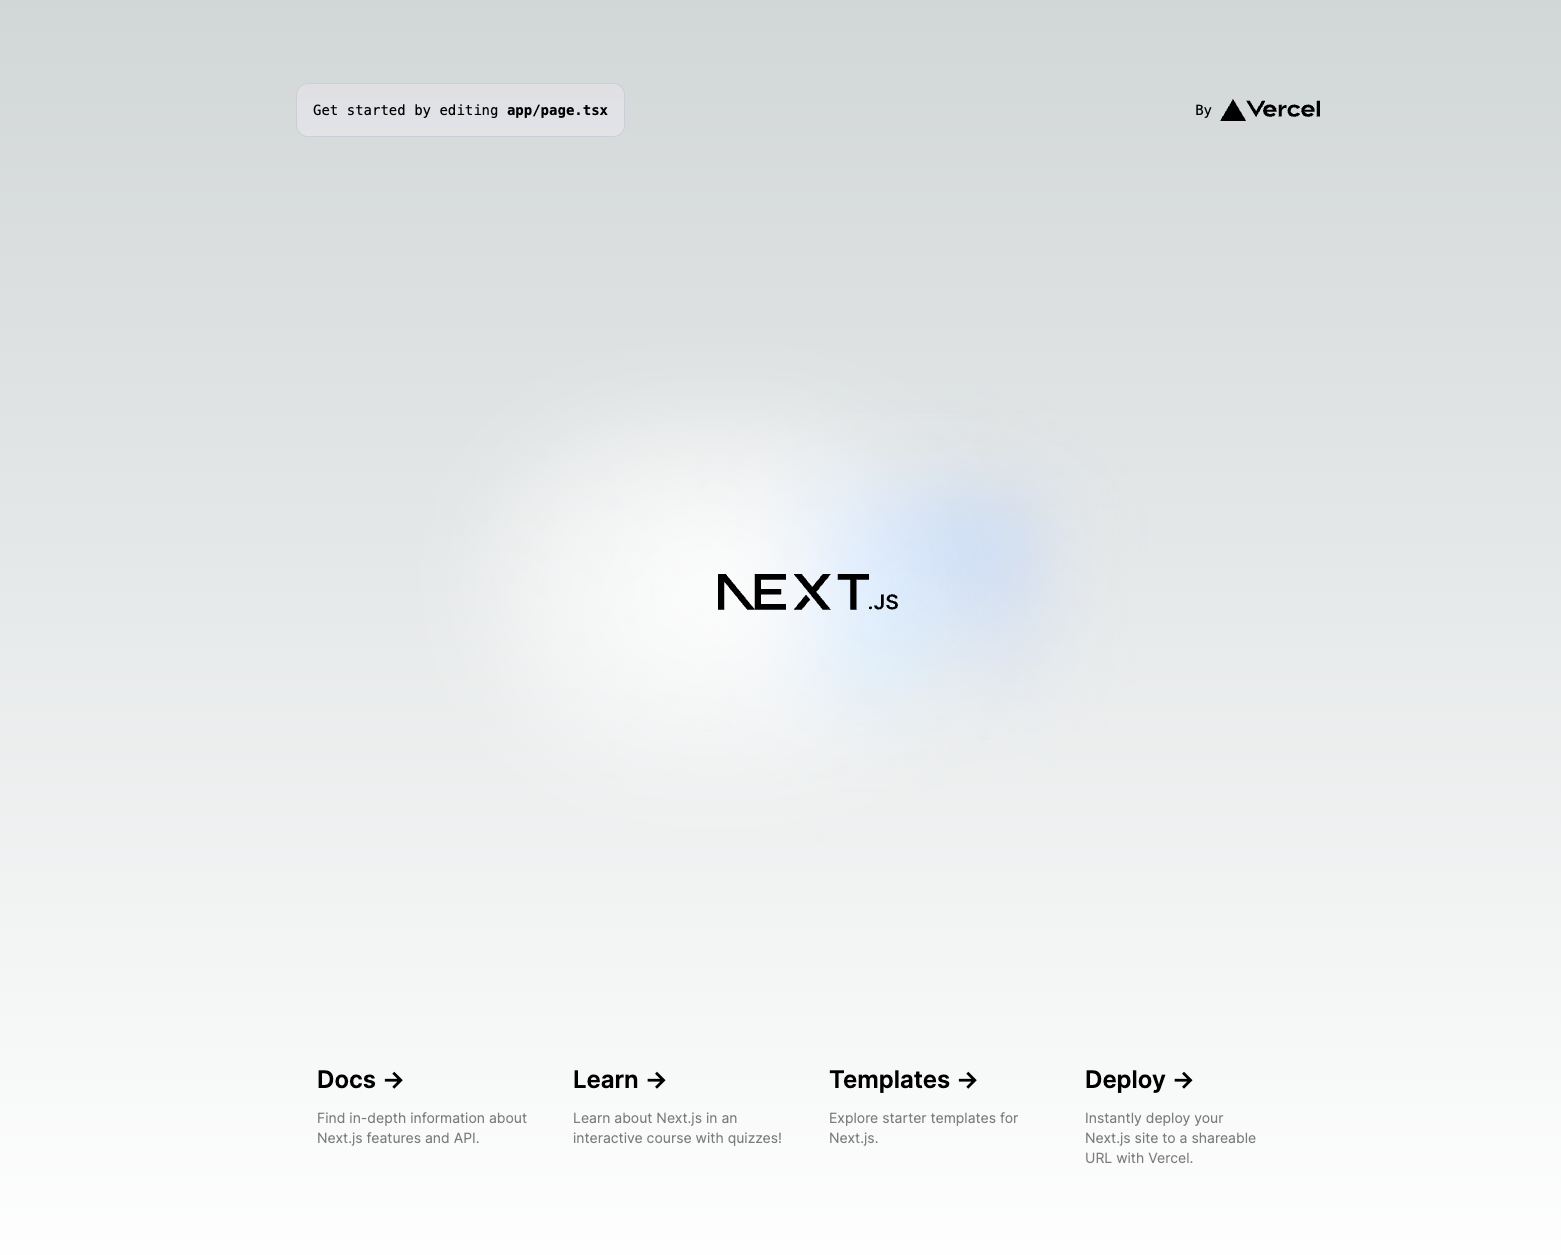 Get started by editing app/page.tsx
By Vercel
NEXT.JS
Docs →
Find in-depth information about
Next.js features and API.
Learn →
Learn about Next.js in an
interactive course with quizzes!
Templates →
Explore starter templates for
Next.js.
Deploy →
Instantly deploy your
Next.js site to a shareable
URL with Vercel.